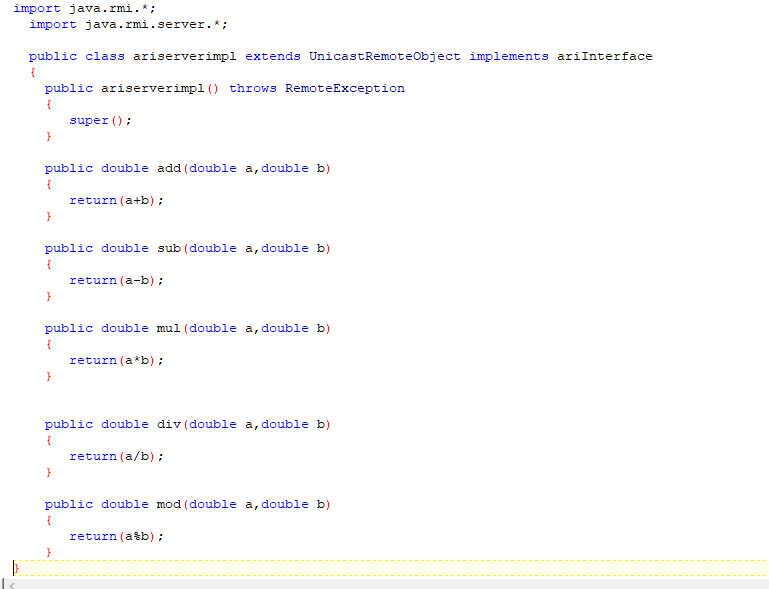 import java.rmi.*;
import java.rmi.server.*;
public class ariserverimpl extends UnicastRemoteObject implements ariInterface
{
public ariserverimpl() throws RemoteException
{
super();
}
public double add(double a,double b)
{
return(a+b);
}
public double sub(double a,double b)
{
return(a-b);
}
public double mul(double a,double b)
{
return(a*b);
}
public double div(double a,double b)
{
return(a/b);
}
public double mod(double a,double b)
{
return(a%b);
}
}